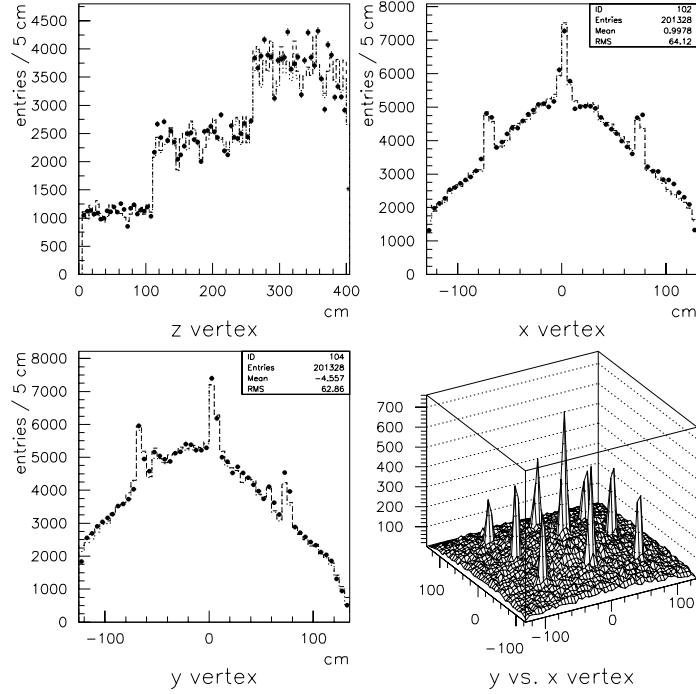 entries / 5 cm
4500
4000
3500
3000
2500
2000
1500
1000
500
0
0
100
200
300
400
cm
z vertex
entries / 5 cm
8000
7000
6000
5000
4000
3000
2000
1000
0
−100
0
100
cm
x vertex
ID 102
Entries 201328
Mean 0.9978
RMS 64.12
entries / 5 cm
8000
7000
6000
5000
4000
3000
2000
1000
0
−100
0
100
cm
y vertex
ID 104
Entries 201328
Mean −4.557
RMS 62.86
700
600
500
400
300
200
100
100
0
−100
−100
0
100
y vs. x vertex